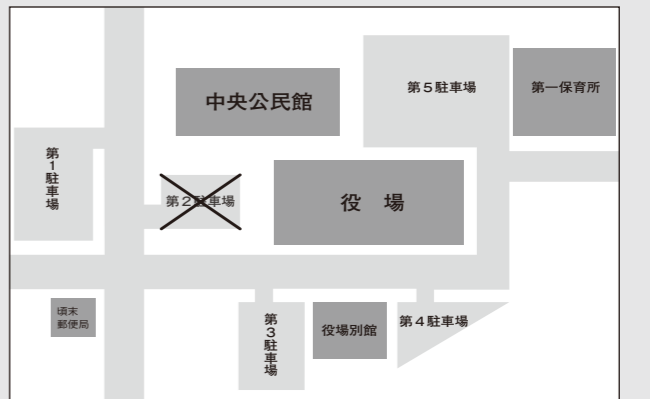 中央公民館
第5駐車場
第一保育所
第1駐車場
第2駐車場
役　場
頃末
郵便局
第3駐車場
役場別館
第4駐車場